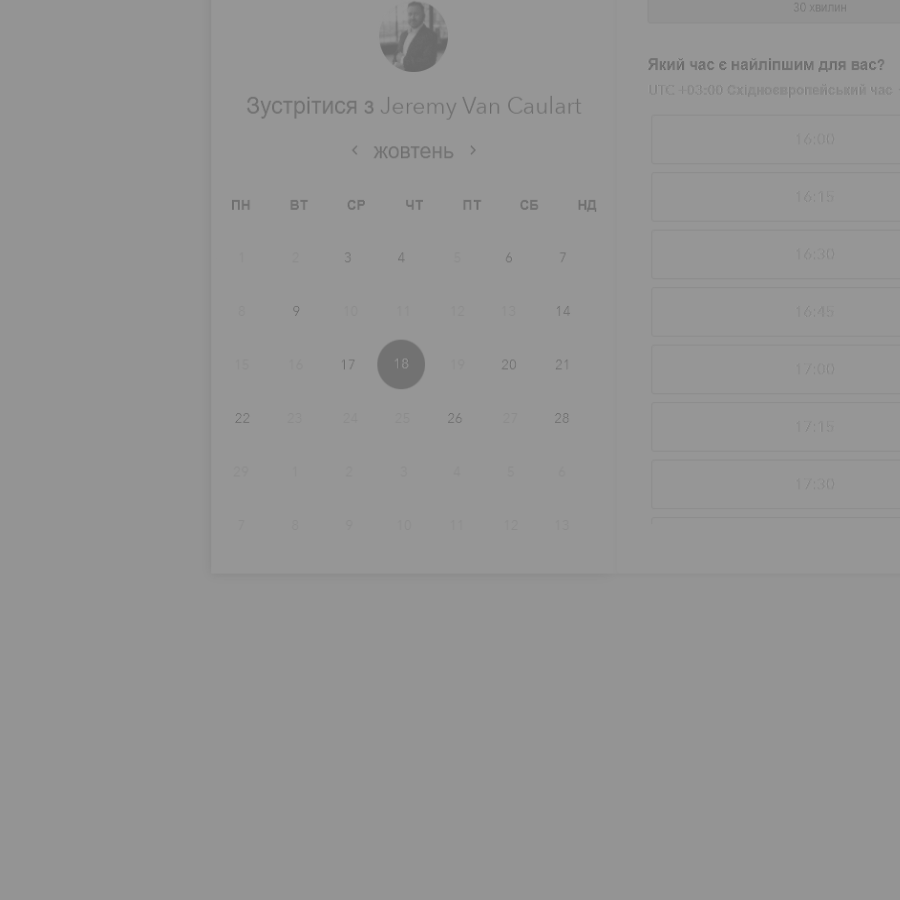 30 хвилин
Який час є найліпшим для вас?
UTC +03:00 Східноєвропейський час
Зустрітися з Jeremy Van Caulart
жовтень
ПН ВТ СР ЧТ ПТ СБ НД
1 2 3 4 5 6 7
8 9 10 11 12 13 14
15 16 17 18 19 20 21
22 23 24 25 26 27 28
29 1 2 3 4 5 6
7 8 9 10 11 12 13
16:00
16:15
16:30
16:45
17:00
17:15
17:30